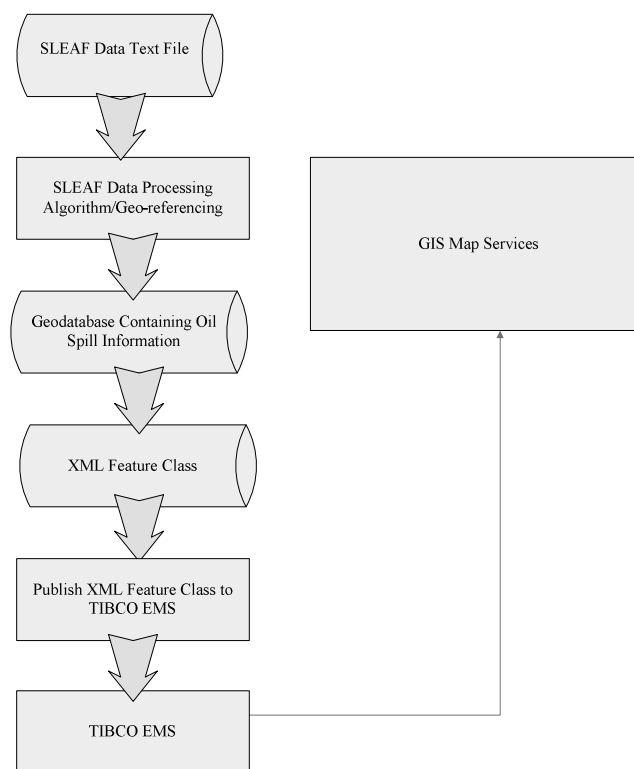 SLEAF Data Text File
SLEAF Data Processing
Algorithm/Geo-referencing
GIS Map Services
Geodatabase Containing Oil
Spill Information
XML Feature Class
Publish XML Feature Class to
TIBCO EMS
TIBCO EMS